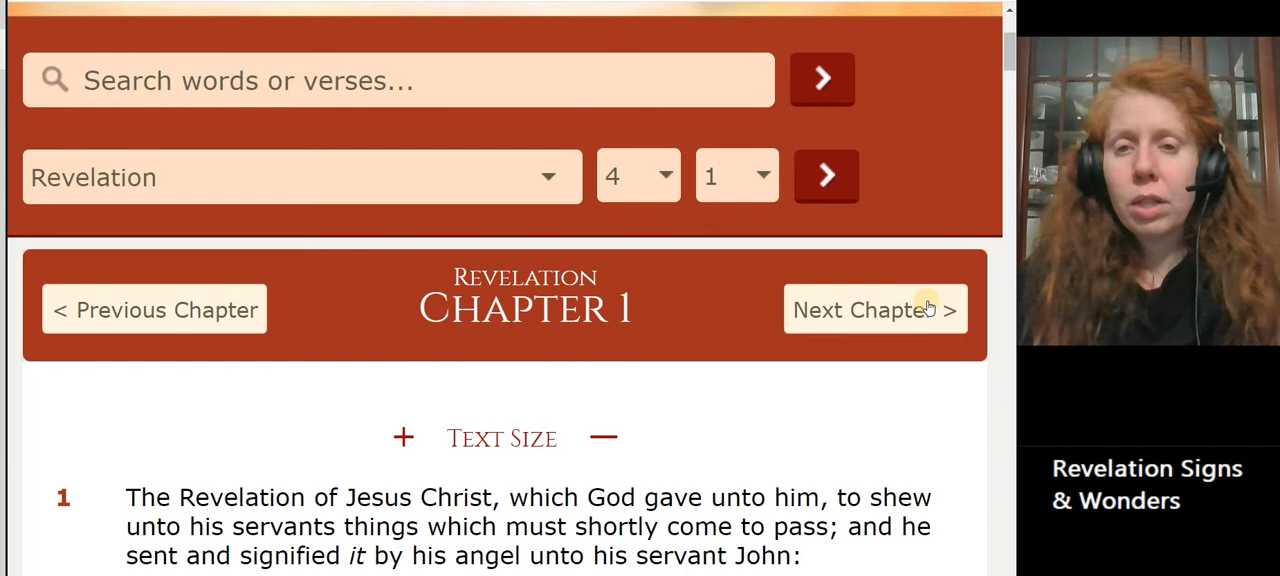 Search words or verses...
Revelation
4
1
REVELATION
CHAPTER 1
< Previous Chapter
Next Chapter >
+ TEXT SIZE —
1 The Revelation of Jesus Christ, which God gave unto him, to shew
unto his servants things which must shortly come to pass; and he
sent and signified it by his angel unto his servant John:
Revelation Signs
& Wonders